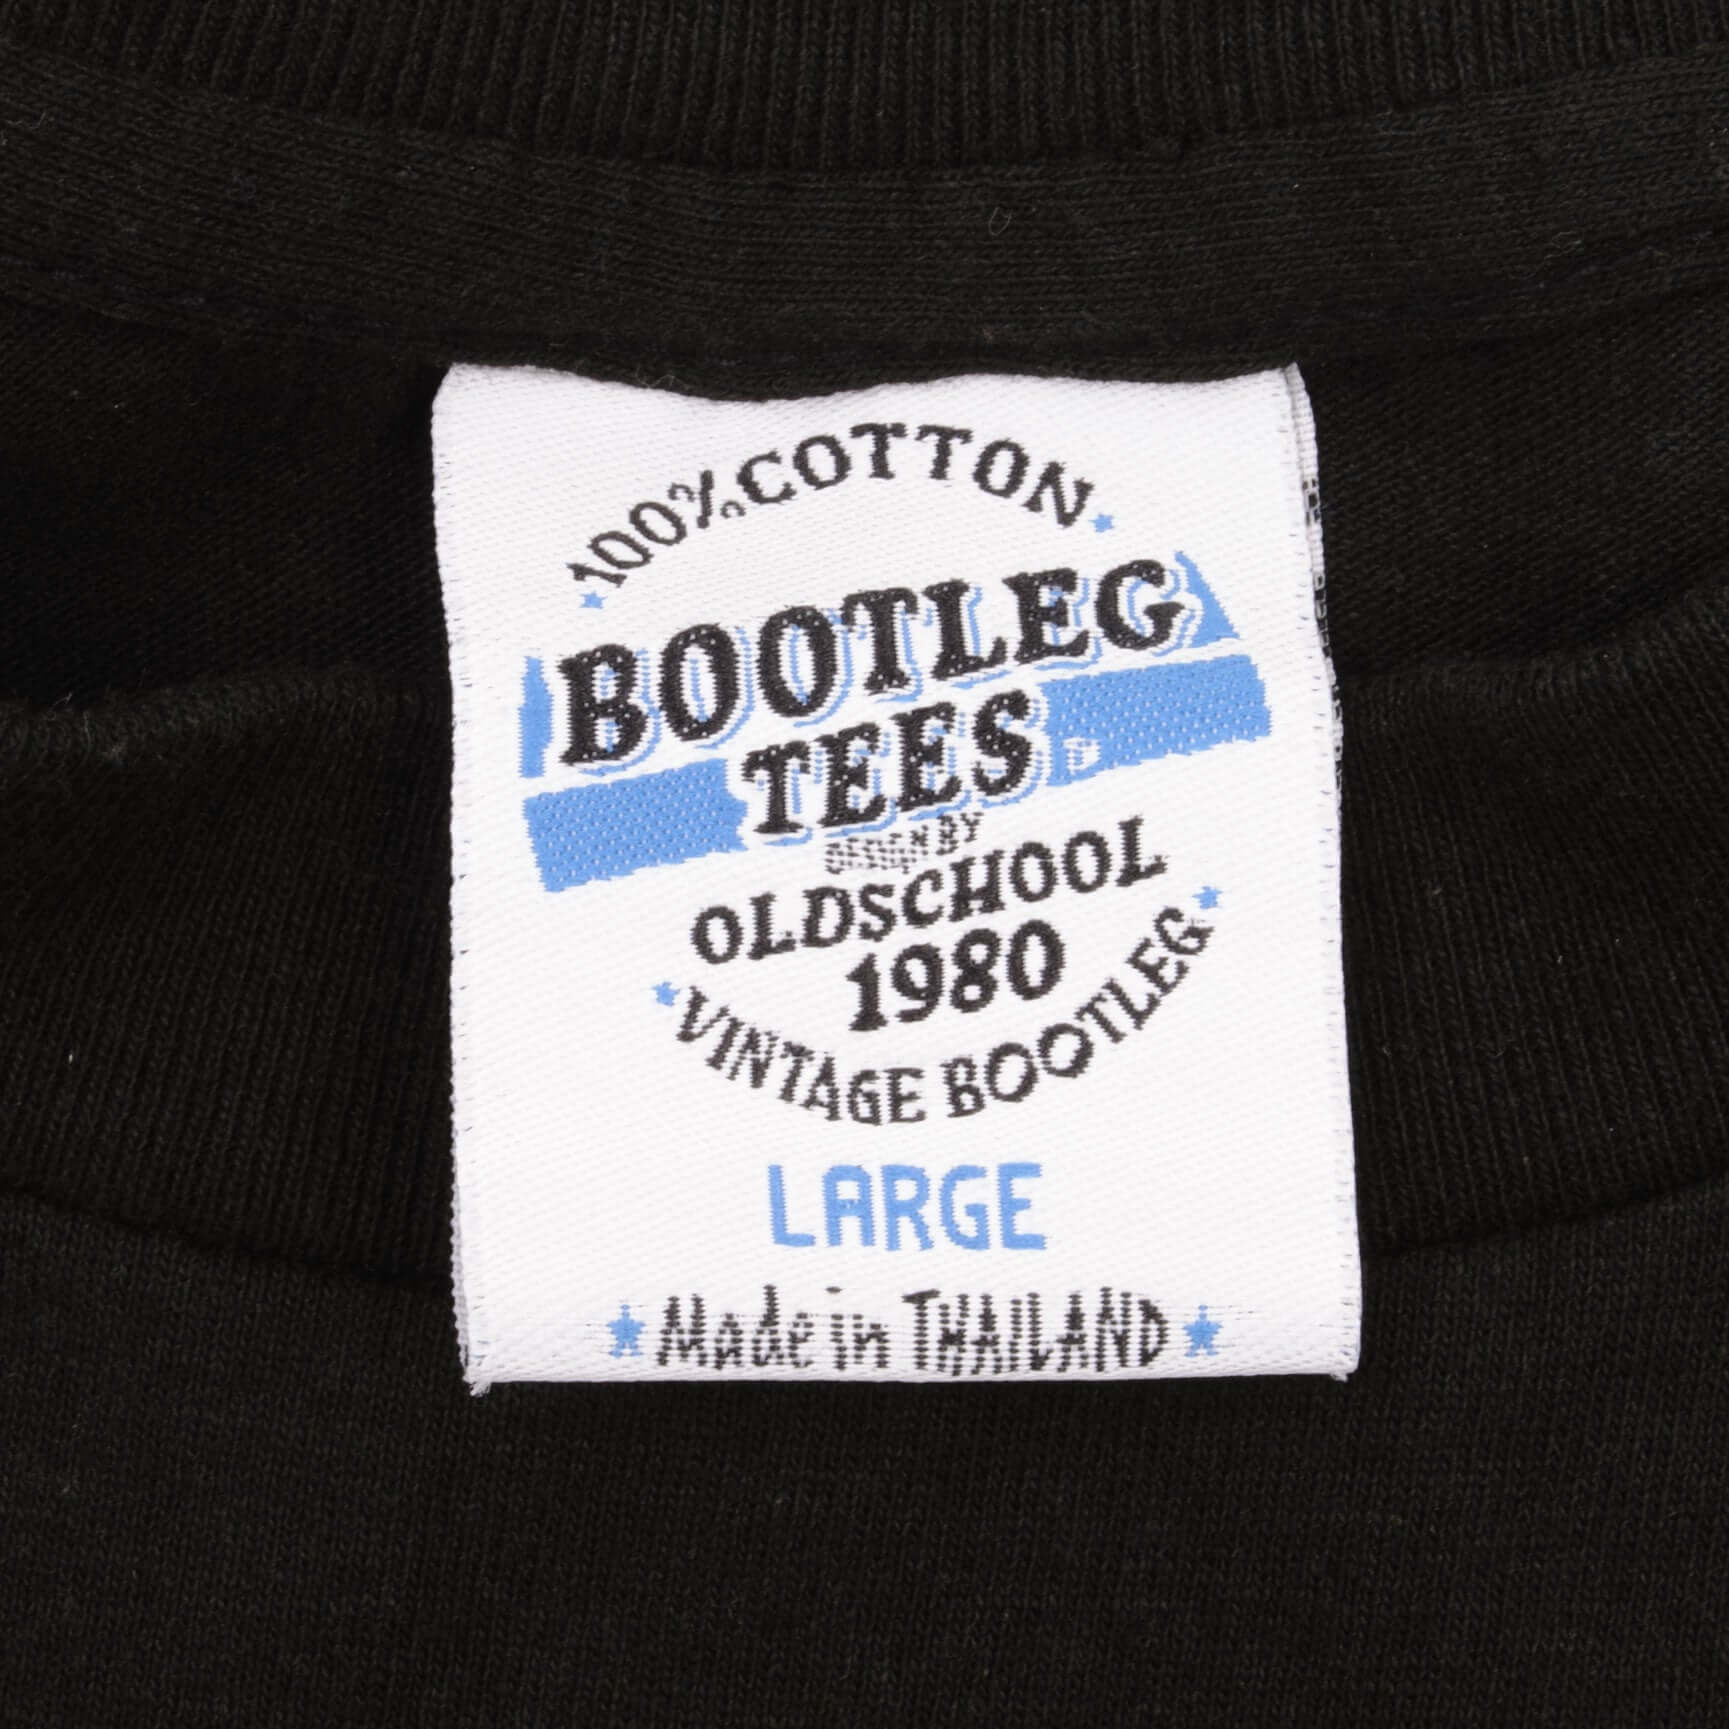 100% COTTON
BOOTLEG
TEES
DESIGN BY
OLDSCHOOL
1980
VINTAGE BOOTLEG
LARGE
Made in THAILAND